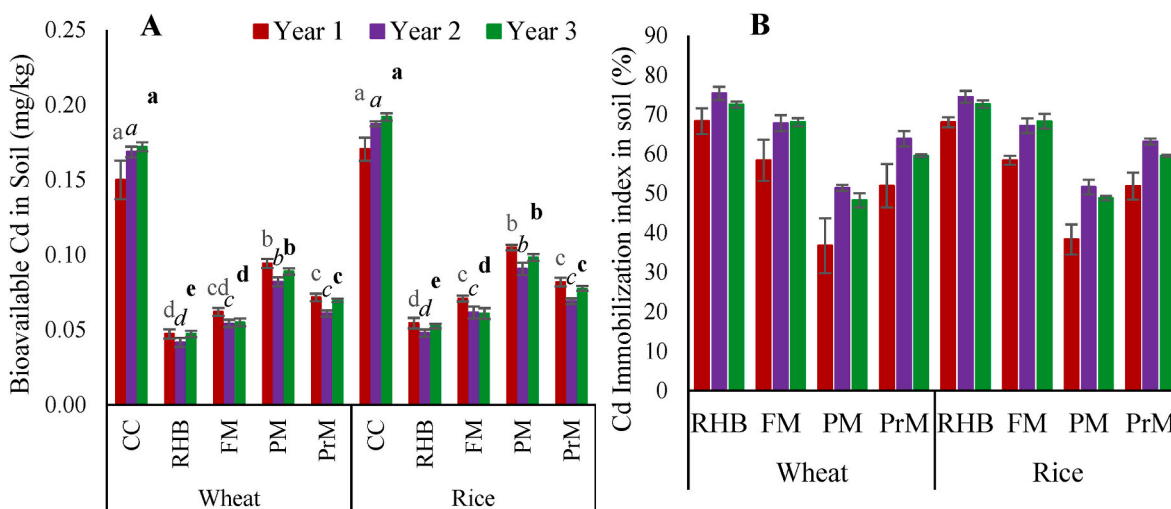 A
Year 1 Year 2 Year 3
Bioavailable Cd in Soil (mg/kg)
0.25
0.20
0.15
0.10
0.05
0.00
a a a
d d e
cd c d
b b b
c c c
a a a
d d e
c c d
b b b
c c c
CC RHB FM PM PrM CC RHB FM PM PrM
Wheat Rice
B
Cd Immobilization index in soil (%)
90
80
70
60
50
40
30
20
10
0
RHB FM PM PrM RHB FM PM PrM
Wheat Rice